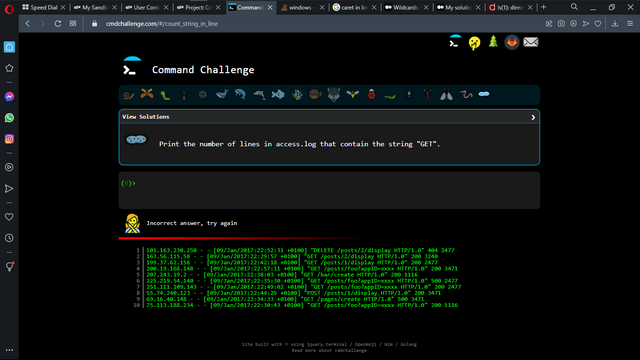 Speed Dial
My Sandb
User Conti
Project Co
Command
windows
caret in lin
Wildcards
My solutio
ls(1): direc
cmdchallenge.com/#/count_string_in_line
Command Challenge
View Solutions
Print the number of lines in access.log that contain the string "GET".
Incorrect answer, try again
1 101.163.230.250 - - [09/Jan/2017:22:52:31 +0100] "DELETE /posts/2/display HTTP/1.0" 404 2477
2 163.56.115.58 - - [09/Jan/2017:22:29:57 +0100] "GET /posts/2/display HTTP/1.0" 200 3240
3 199.37.62.156 - - [09/Jan/2017:22:42:18 +0100] "GET /posts/1/display HTTP/1.0" 200 2477
4 200.19.168.148 - - [09/Jan/2017:22:57:11 +0100] "GET /posts/foo?appID=xxxx HTTP/1.0" 200 3471
5 207.243.19.2 - - [09/Jan/2017:22:38:03 +0100] "GET /bar/create HTTP/1.0" 200 1116
6 225.219.54.140 - - [09/Jan/2017:22:35:30 +0100] "GET /posts/foo?appID=xxxx HTTP/1.0" 500 2477
7 251.111.109.143 - - [09/Jan/2017:22:49:02 +0100] "GET /posts/foo?appID=xxxx HTTP/1.0" 200 2477
8 55.74.240.123 - - [09/Jan/2017:22:44:25 +0100] "POST /posts/1/display HTTP/1.0" 200 3471
9 69.16.40.148 - - [09/Jan/2017:22:34:33 +0100] "GET /pages/create HTTP/1.0" 500 3471
10 75.113.188.234 - - [09/Jan/2017:22:30:43 +0100] "GET /posts/foo?appID=xxxx HTTP/1.0" 200 1116
Site built with ♡ using jquery.terminal / Openmoji / Nim / Golang
Read more about cmdchallenge